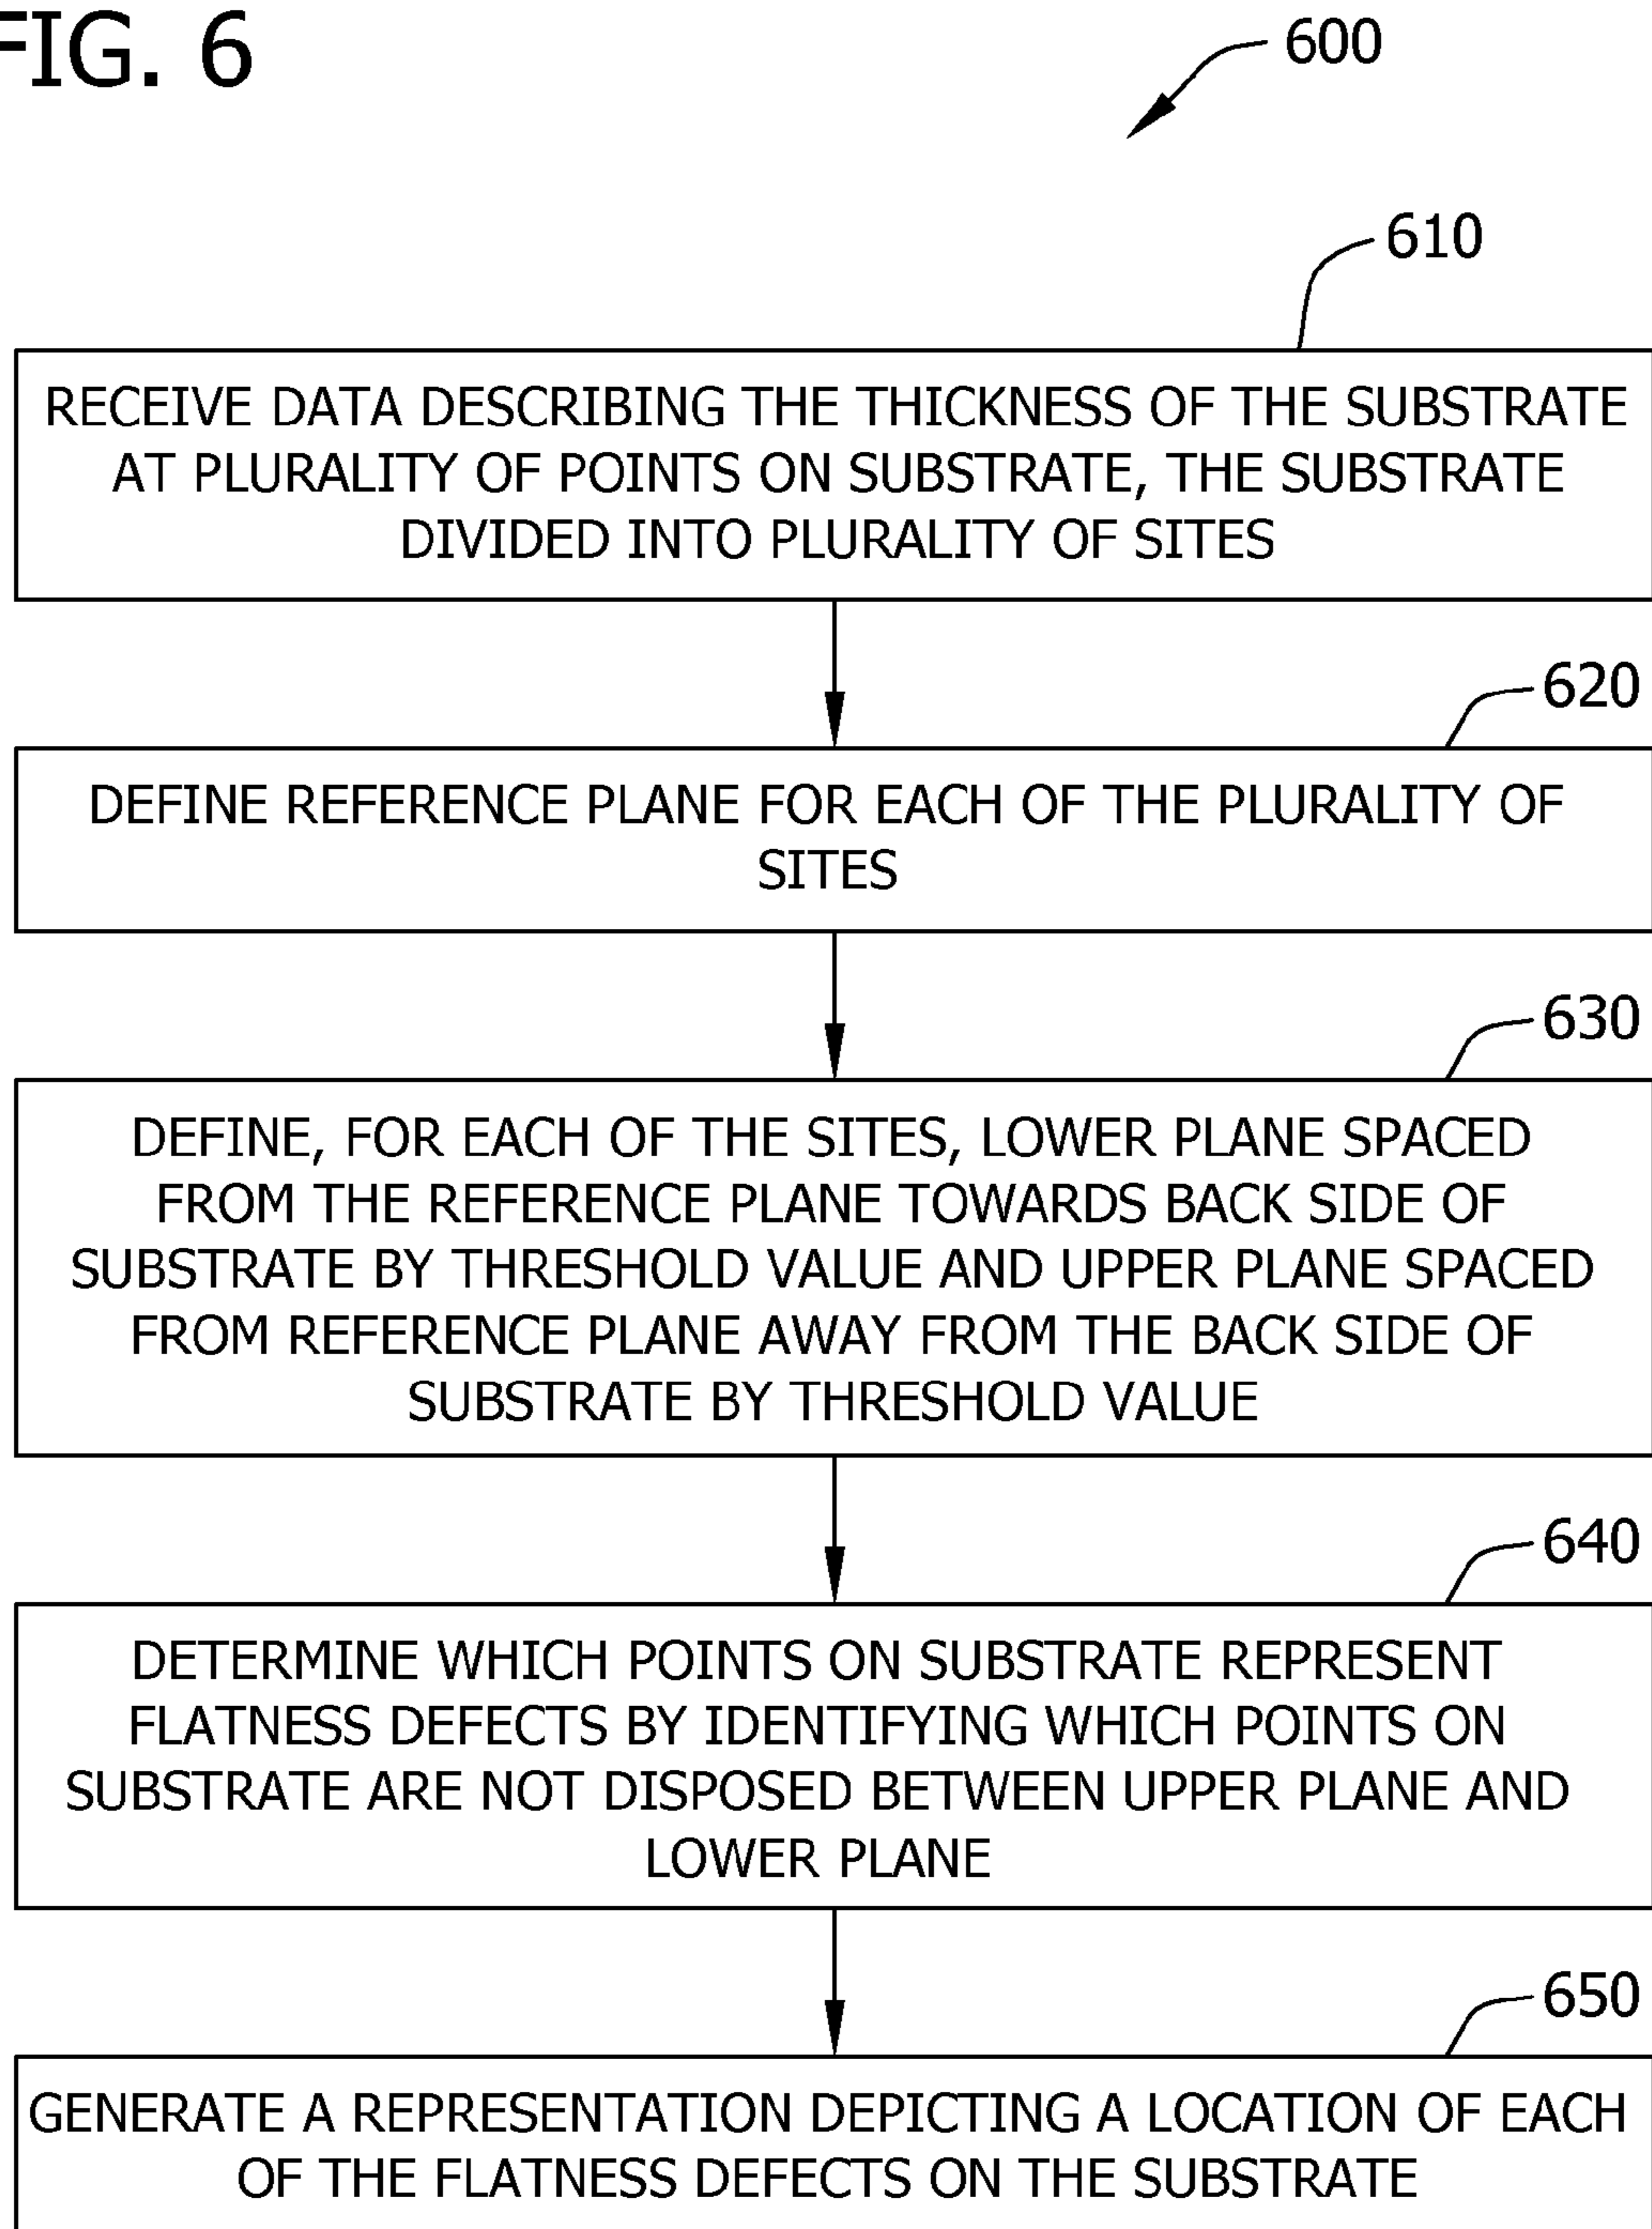 FIG. 6
600
610
RECEIVE DATA DESCRIBING THE THICKNESS OF THE SUBSTRATE
AT PLURALITY OF POINTS ON SUBSTRATE, THE SUBSTRATE
DIVIDED INTO PLURALITY OF SITES
620
DEFINE REFERENCE PLANE FOR EACH OF THE PLURALITY OF
SITES
630
DEFINE, FOR EACH OF THE SITES, LOWER PLANE SPACED
FROM THE REFERENCE PLANE TOWARDS BACK SIDE OF
SUBSTRATE BY THRESHOLD VALUE AND UPPER PLANE SPACED
FROM REFERENCE PLANE AWAY FROM THE BACK SIDE OF
SUBSTRATE BY THRESHOLD VALUE
640
DETERMINE WHICH POINTS ON SUBSTRATE REPRESENT
FLATNESS DEFECTS BY IDENTIFYING WHICH POINTS ON
SUBSTRATE ARE NOT DISPOSED BETWEEN UPPER PLANE AND
LOWER PLANE
650
GENERATE A REPRESENTATION DEPICTING A LOCATION OF EACH
OF THE FLATNESS DEFECTS ON THE SUBSTRATE